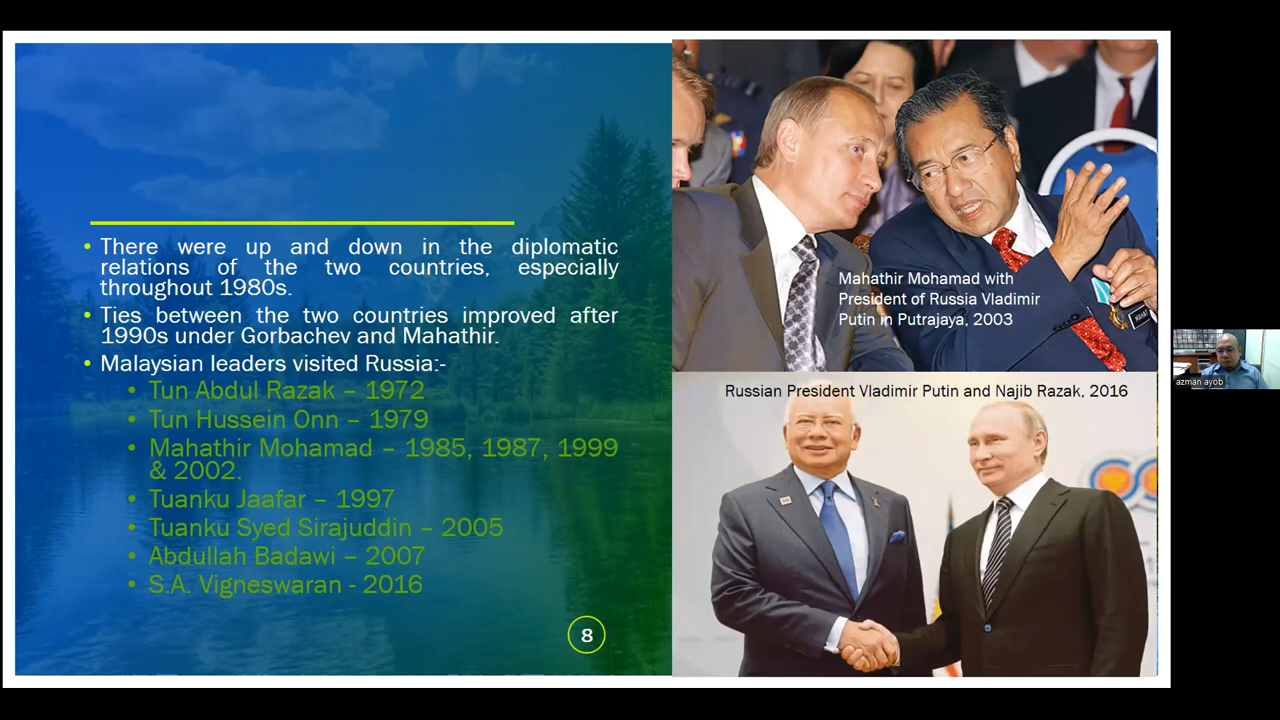 • There were up and down in the diplomatic
relations of the two countries, especially
throughout 1980s.
• Ties between the two countries improved after
1990s under Gorbachev and Mahathir.
• Malaysian leaders visited Russia:-
• Tun Abdul Razak – 1972
• Tun Hussein Onn – 1979
• Mahathir Mohamad – 1985, 1987, 1999
& 2002.
• Tuanku Jaafar – 1997
• Tuanku Syed Sirajuddin – 2005
• Abdullah Badawi – 2007
• S.A. Vigneswaran - 2016
8
Mahathir Mohamad with
President of Russia Vladimir
Putin in Putrajaya, 2003
Russian President Vladimir Putin and Najib Razak, 2016
azman ayob